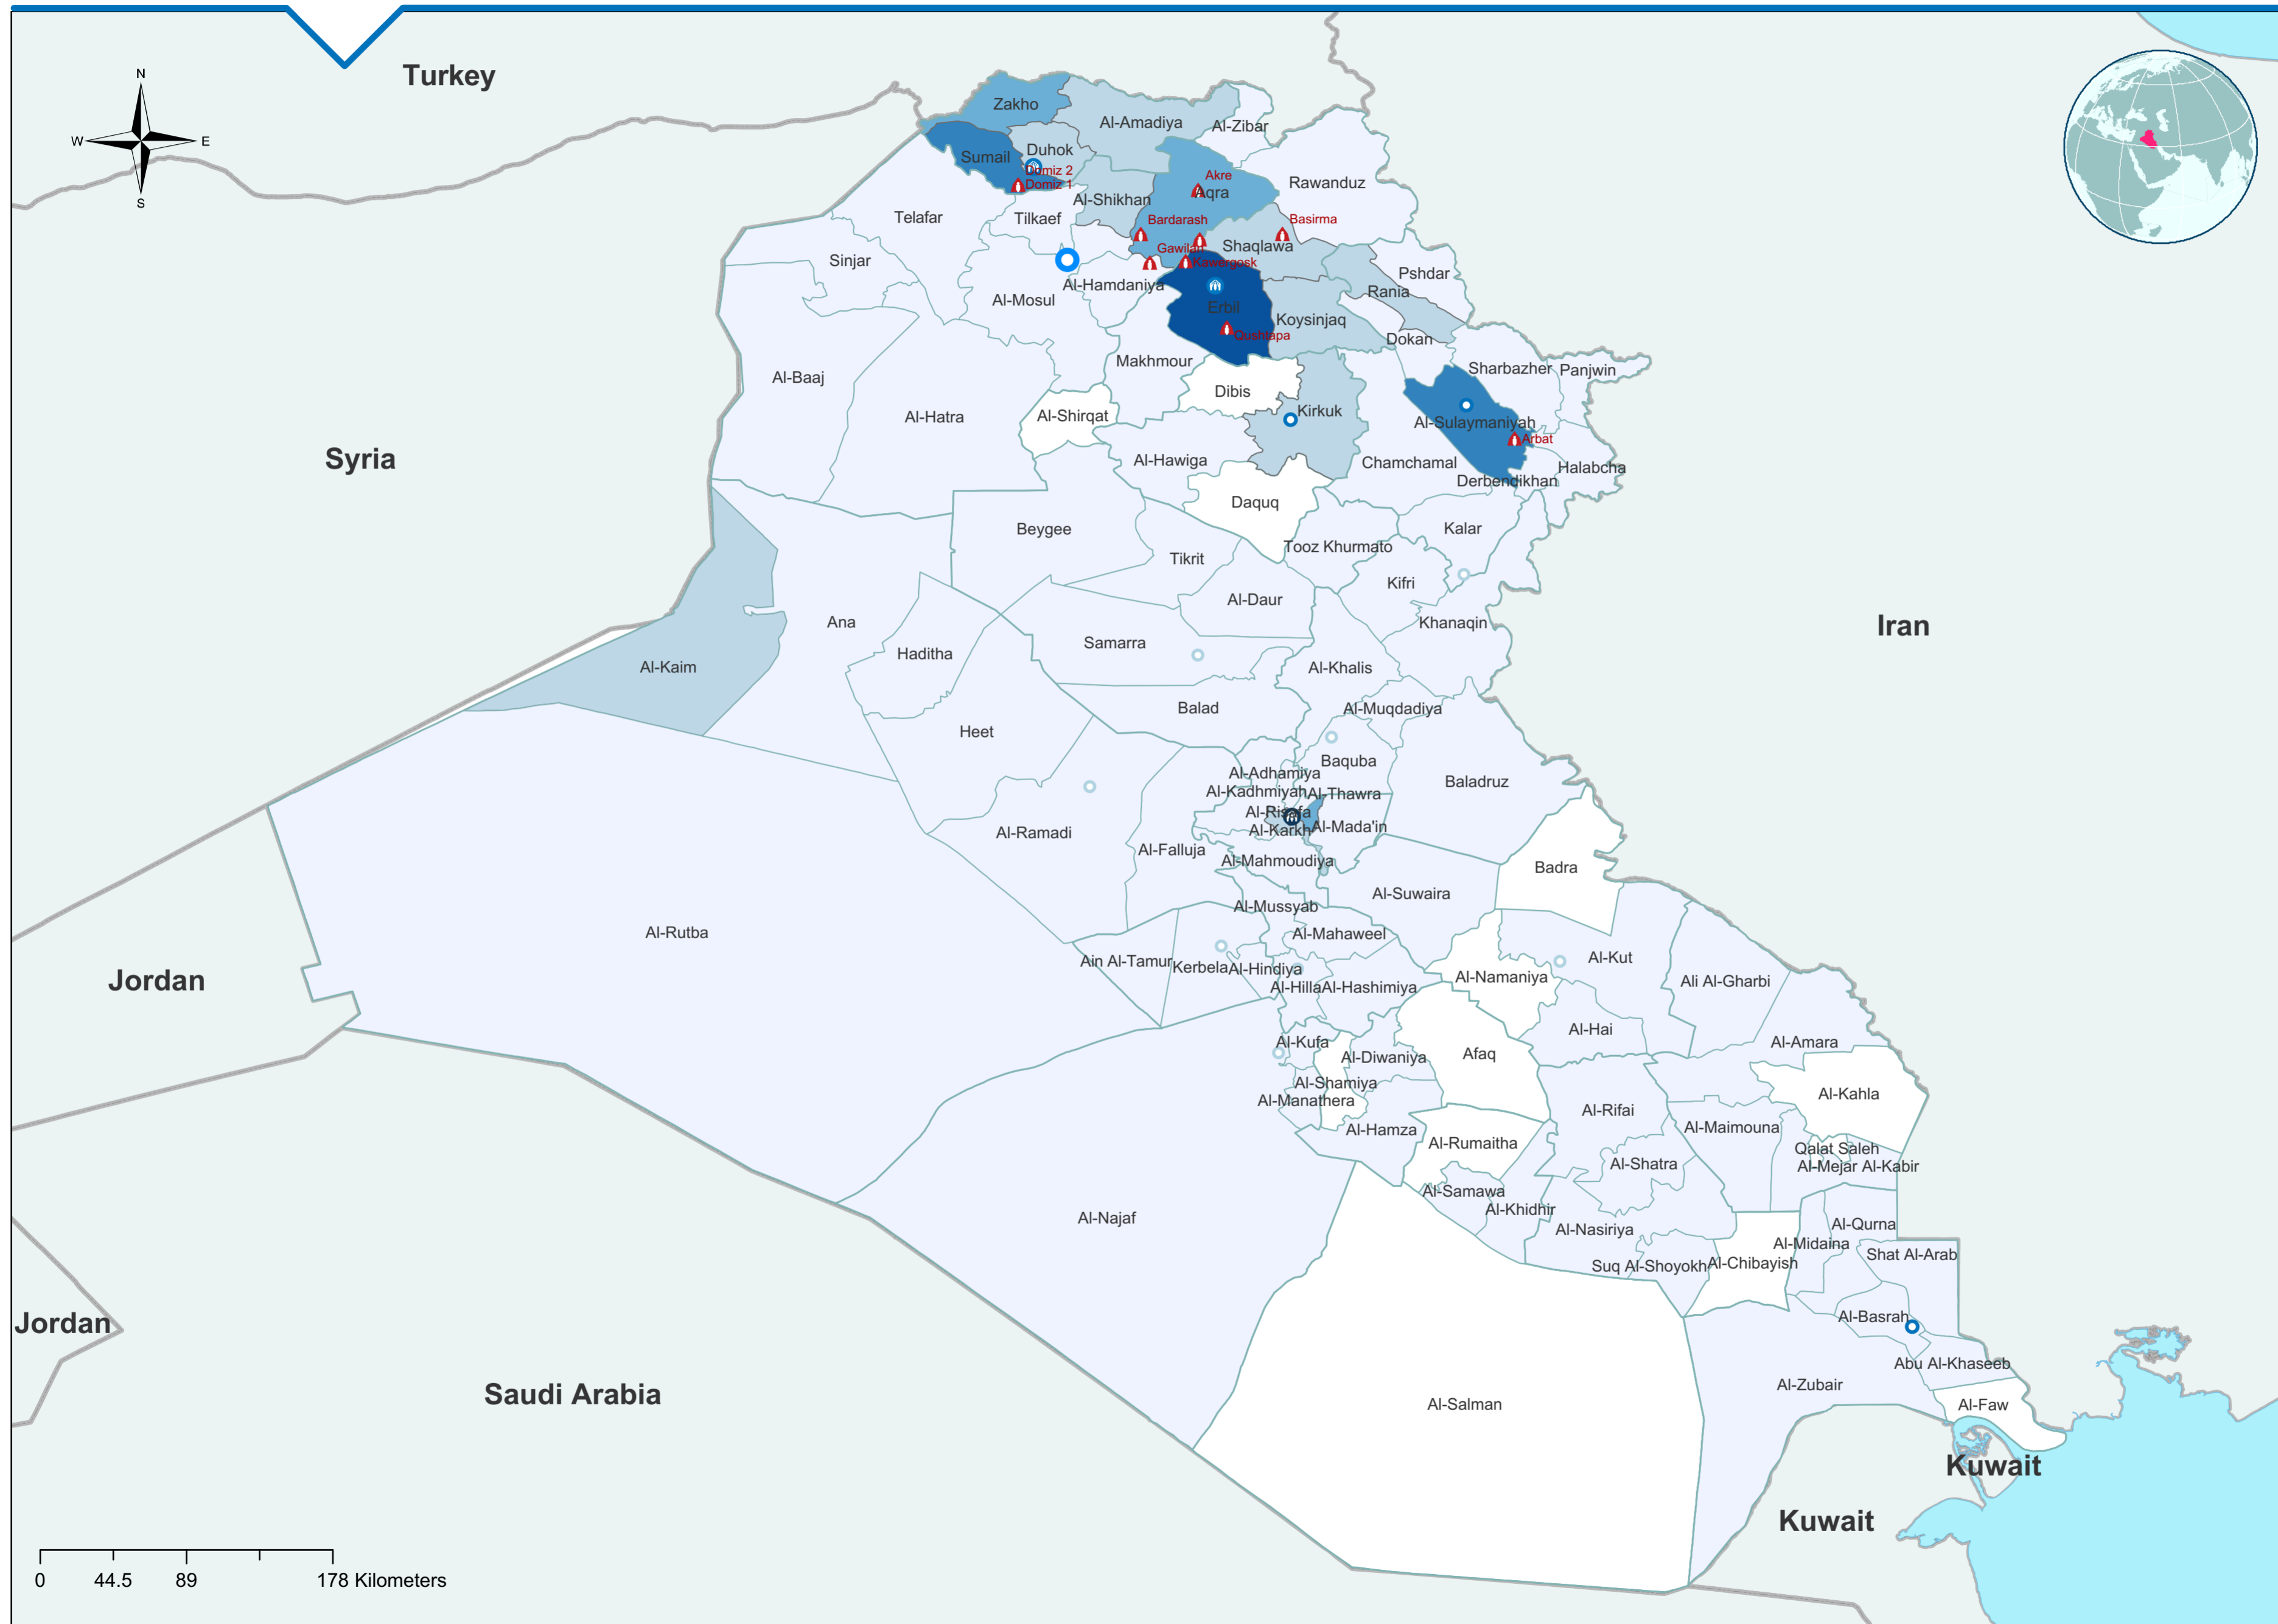 Turkey
N
W
E
S
Zakho
Al-Amadiya
Al-Zibar
Duhok
Sumail
Domiz 2
Domiz 1
Akre
Aqra
Rawanduz
Al-Shikhan
Telafar
Tilkaef
Bardarash
Basirma
Gawilan
Shaqlawa
Kawergosk
Sinjar
Al-Hamdaniya
Al-Mosul
Pshdar
Rania
Erbil
Koysinjaq
Qushtapa
Dokan
Makhmour
Sharbazher
Panjwin
Al-Baaj
Dibis
Al-Hatra
Al-Shirqat
Kirkuk
Al-Sulaymaniyah
Arbat
Syria
Al-Hawiga
Chamchamal
Halabcha
Derbendikhan
Daquq
Beygee
Kalar
Tikrit
Tooz Khurmato
Kifri
Al-Daur
Ana
Khanaqin
Iran
Samarra
Haditha
Al-Kaim
Al-Khalis
Balad
Al-Muqdadiya
Heet
Baquba
Al-Adhamiya
Baladruz
Al-Kadhmiyah
Al-Thawra
Al-Risafa
Al-Karkh
Al-Mada'in
Al-Ramadi
Al-Falluja
Al-Mahmoudiya
Badra
Al-Suwaira
Al-Mussyab
Al-Rutba
Al-Mahaweel
Ain Al-Tamur
Kerbela
Al-Hindiya
Al-Kut
Jordan
Al-Namaniya
Ali Al-Gharbi
Al-Hilla
Al-Hashimiya
Al-Hai
Al-Kufa
Al-Amara
Al-Diwaniya
Afaq
Al-Shamiya
Al-Kahla
Al-Manathera
Al-Rifai
Al-Maimouna
Al-Hamza
Al-Rumaitha
Qalat Saleh
Al-Mejar Al-Kabir
Al-Shatra
Al-Samawa
Al-Khidhir
Al-Najaf
Al-Nasiriya
Al-Qurna
Al-Midaina
Shat Al-Arab
Suq Al-Shoyokh
Al-Chibayish
Al-Basrah
Jordan
Abu Al-Khaseeb
Al-Zubair
Saudi Arabia
Al-Salman
Al-Faw
Kuwait
Kuwait
0 44.5 89 178 Kilometers